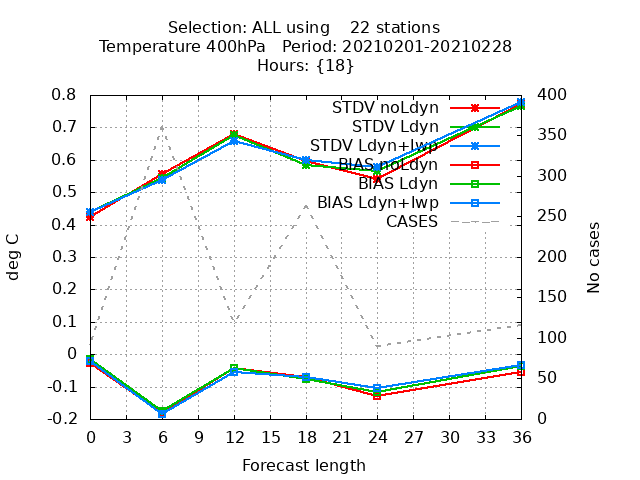 Selection: ALL using    22 stations
Temperature 400hPa   Period: 20210201-20210228
Hours: {18}
0.8
0.7
0.6
0.5
0.4
0.3
0.2
0.1
0
-0.1
-0.2
deg C
STDV noLdyn
STDV Ldyn
STDV Ldyn+lwp
BIAS noLdyn
BIAS Ldyn
BIAS Ldyn+lwp
CASES
400
350
300
250
200
150
100
50
0
No cases
0 3 6 9 12 15 18 21 24 27 30 33 36
Forecast length